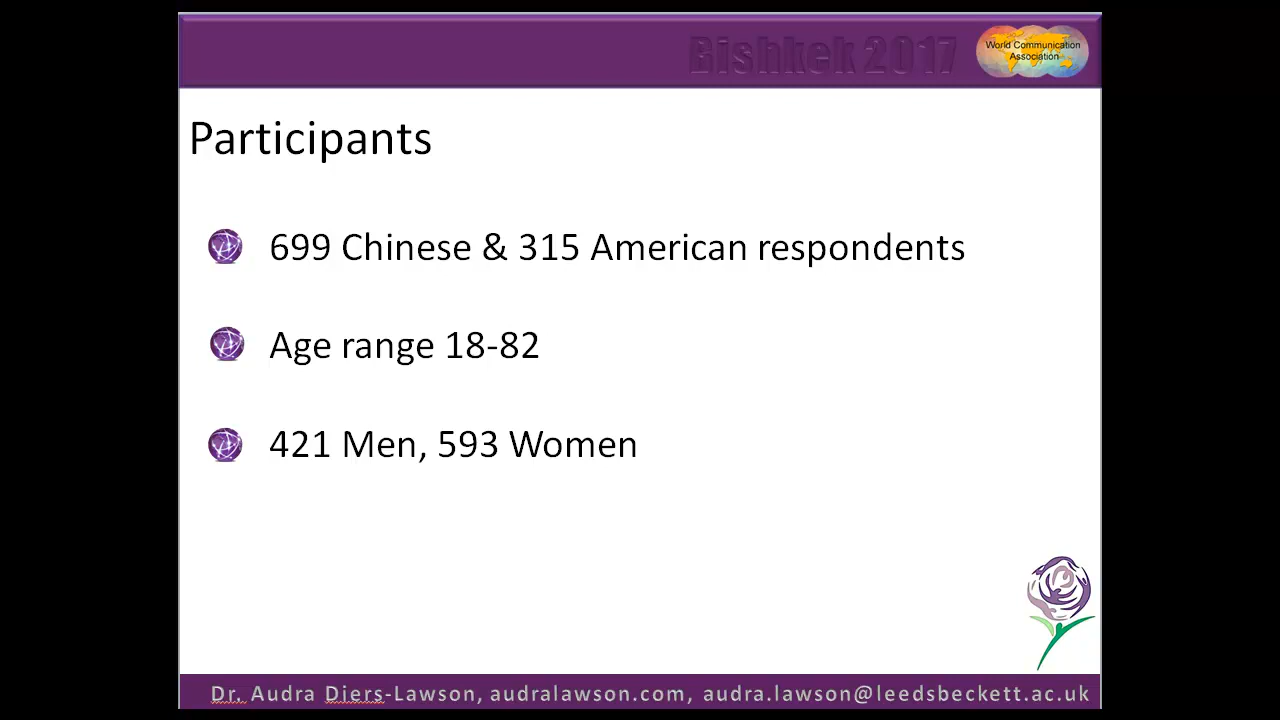 Bishkek 2017
World Communication
Association
Participants
699 Chinese & 315 American respondents
Age range 18-82
421 Men, 593 Women
Dr. Audra Diers-Lawson, audralawson.com, audra.lawson@leedsbeckett.ac.uk